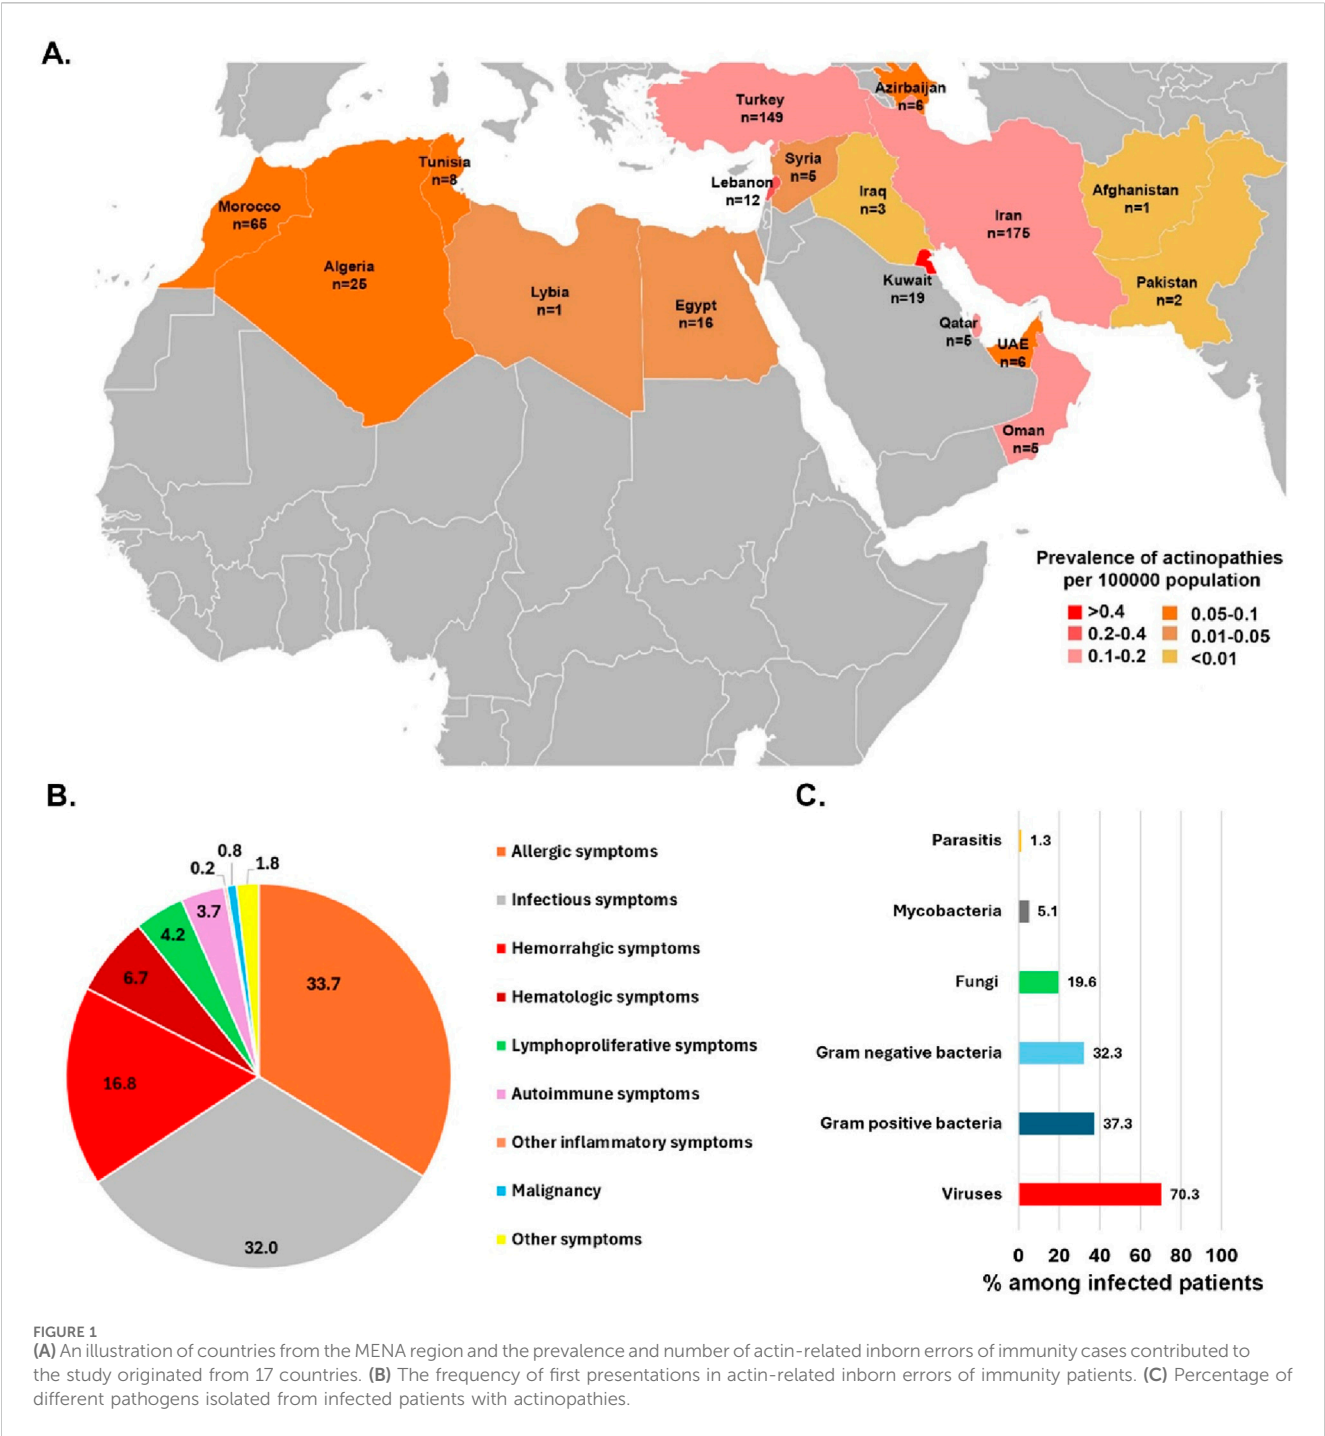 A.
Turkey
n=149
Azirbaijan
n=6
Tunisia
n=8
Syria
n=5
Lebanon
n=12
Iraq
n=3
Afghanistan
n=1
Morocco
n=65
Iran
n=175
Algeria
n=25
Lybia
n=1
Egypt
n=16
Kuwait
n=19
Pakistan
n=2
Qatar
n=5
UAE
n=6
Oman
n=5
Prevalence of actinopathies
per 100000 population
>0.4
0.05-0.1
0.2-0.4
0.01-0.05
0.1-0.2
<0.01
B.
0.8
0.2
1.8
3.7
4.2
6.7
33.7
16.8
32.0
Allergic symptoms
Infectious symptoms
Hemorrahgic symptoms
Hematologic symptoms
Lymphoproliferative symptoms
Autoimmune symptoms
Other inflammatory symptoms
Malignancy
Other symptoms
C.
Parasitis 1.3
Mycobacteria 5.1
Fungi 19.6
Gram negative bacteria 32.3
Gram positive bacteria 37.3
Viruses 70.3
0 20 40 60 80 100
% among infected patients
FIGURE 1
(A) An illustration of countries from the MENA region and the prevalence and number of actin-related inborn errors of immunity cases contributed to
the study originated from 17 countries. (B) The frequency of first presentations in actin-related inborn errors of immunity patients. (C) Percentage of
different pathogens isolated from infected patients with actinopathies.